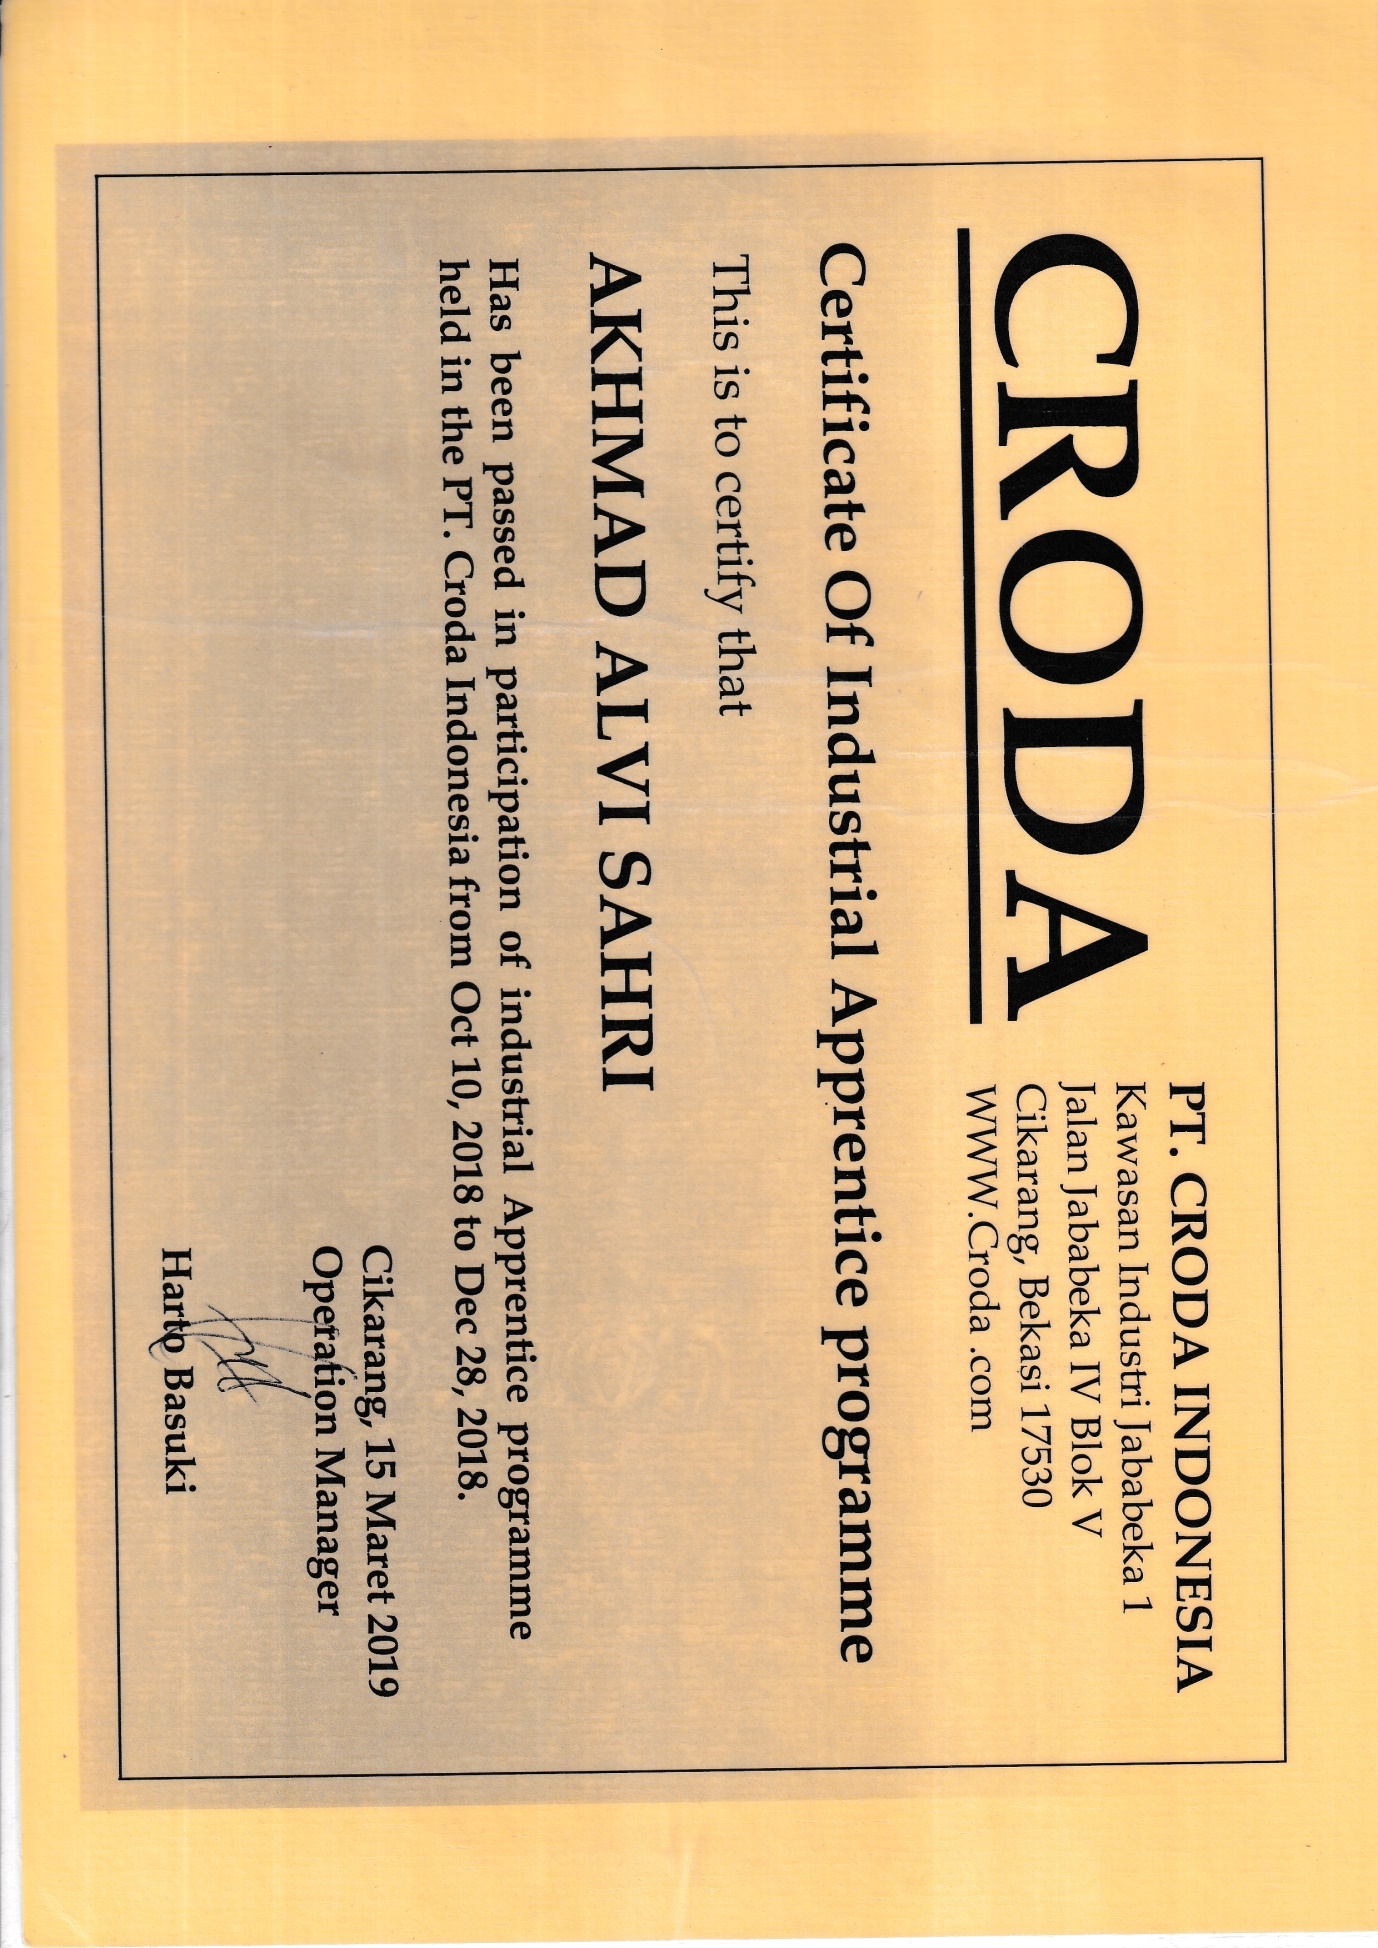 CRODA
PT. CRODA INDONESIA
Kawasan Industri Jababeka 1
Jalan Jababeka IV Blok V
Cikarang, Bekasi 17530
WWW.Croda .com
Certificate Of Industrial Apprentice programme
This is to certify that
AKHMAD ALVI SAHRI
Has been passed in participation of industrial Apprentice programme
held in the PT. Croda Indonesia from Oct 10, 2018 to Dec 28, 2018.
Cikarang, 15 Maret 2019
Operation Manager
Harto Basuki